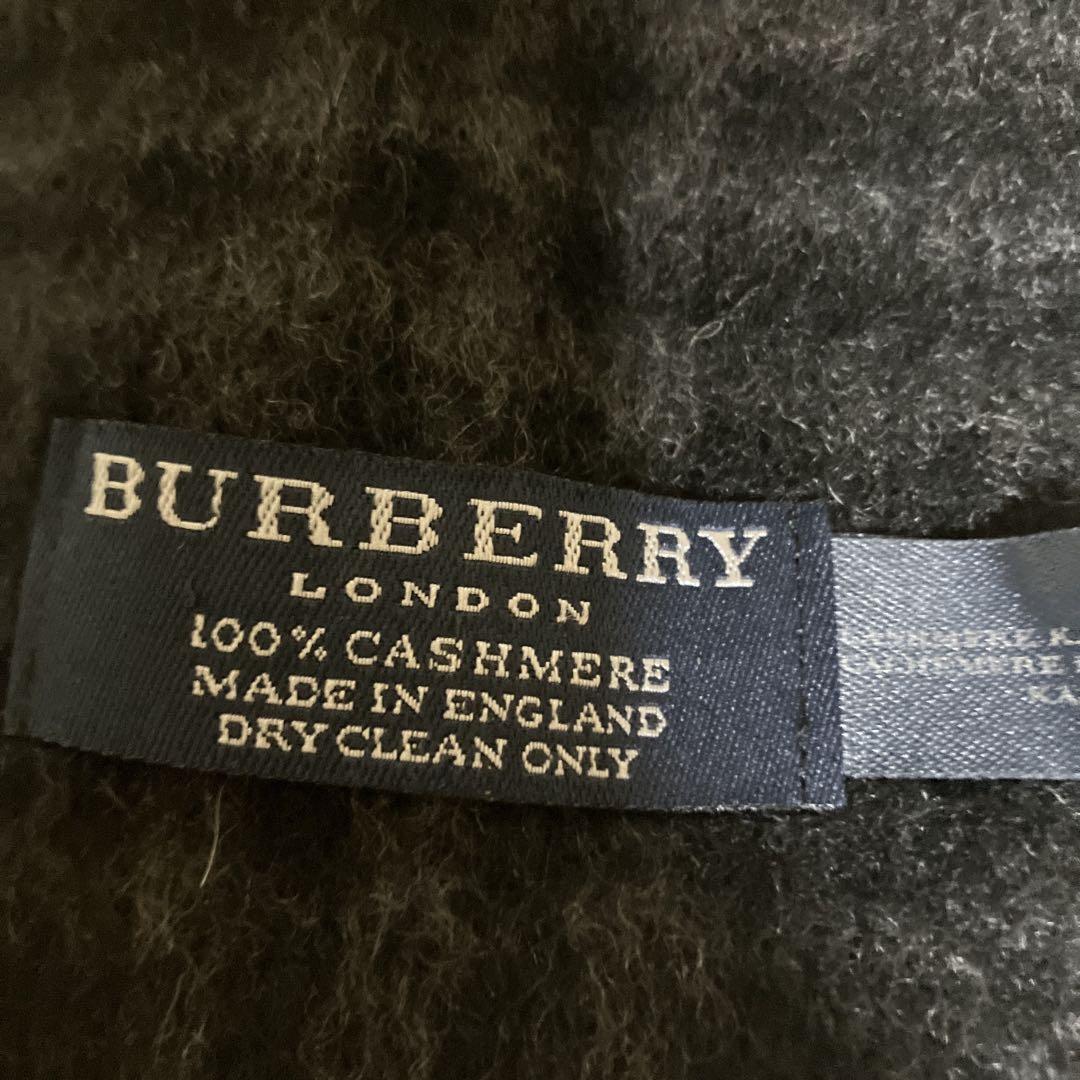 BURBERRY
LONDON
100% CASHMERE
MADE IN ENGLAND
DRY CLEAN ONLY